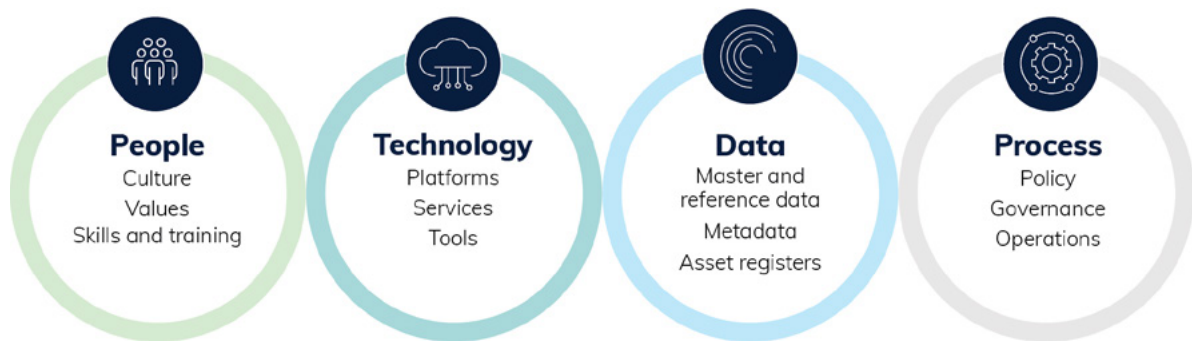 People
Culture
Values
Skills and training
Technology
Platforms
Services
Tools
Data
Master and
reference data
Metadata
Asset registers
Process
Policy
Governance
Operations